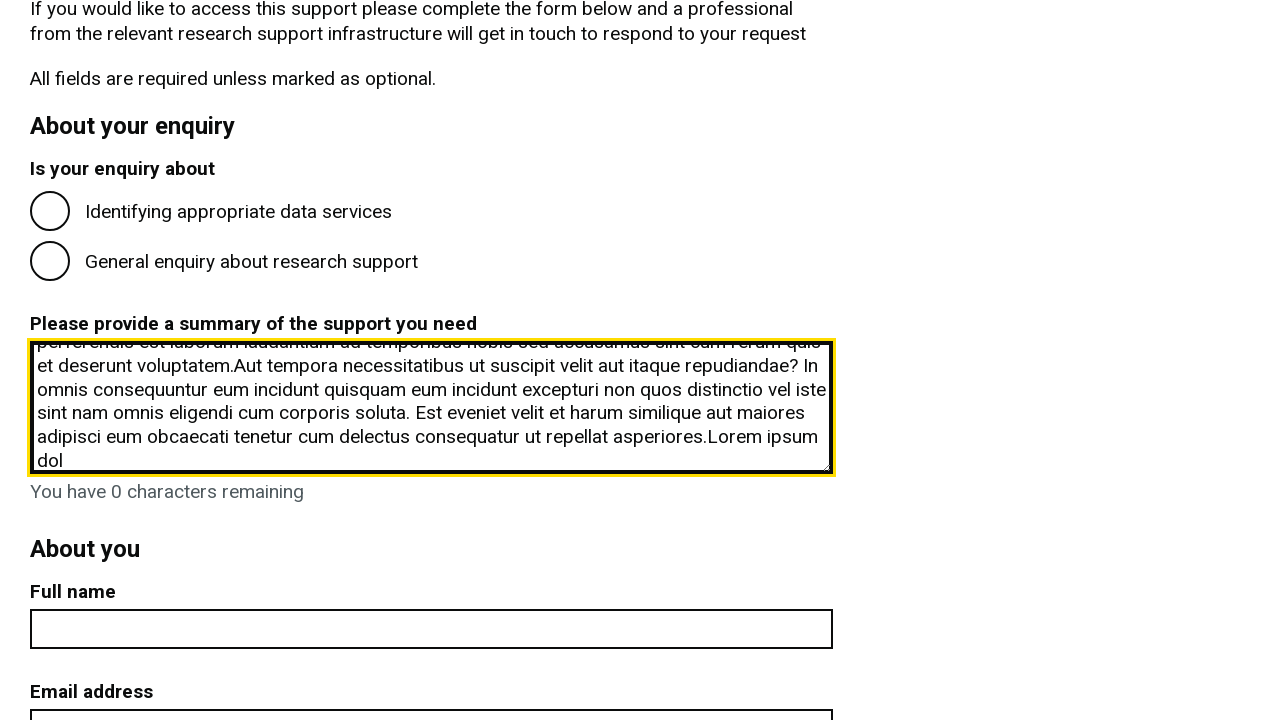 If you would like to access this support please complete the form below and a professional
from the relevant research support infrastructure will get in touch to respond to your request
All fields are required unless marked as optional.
About your enquiry
Is your enquiry about
Identifying appropriate data services
General enquiry about research support
Please provide a summary of the support you need
et deserunt voluptatem.Aut tempora necessitatibus ut suscipit velit aut itaque repudiandae? In
omnis consequuntur eum incidunt quisquam eum incidunt excepturi non quos distinctio vel iste
sint nam omnis eligendi cum corporis soluta. Est eveniet velit et harum similique aut maiores
adipisci eum obcaecati tenetur cum delectus consequatur ut repellat asperiores.Lorem ipsum
dol
You have 0 characters remaining
About you
Full name
Email address